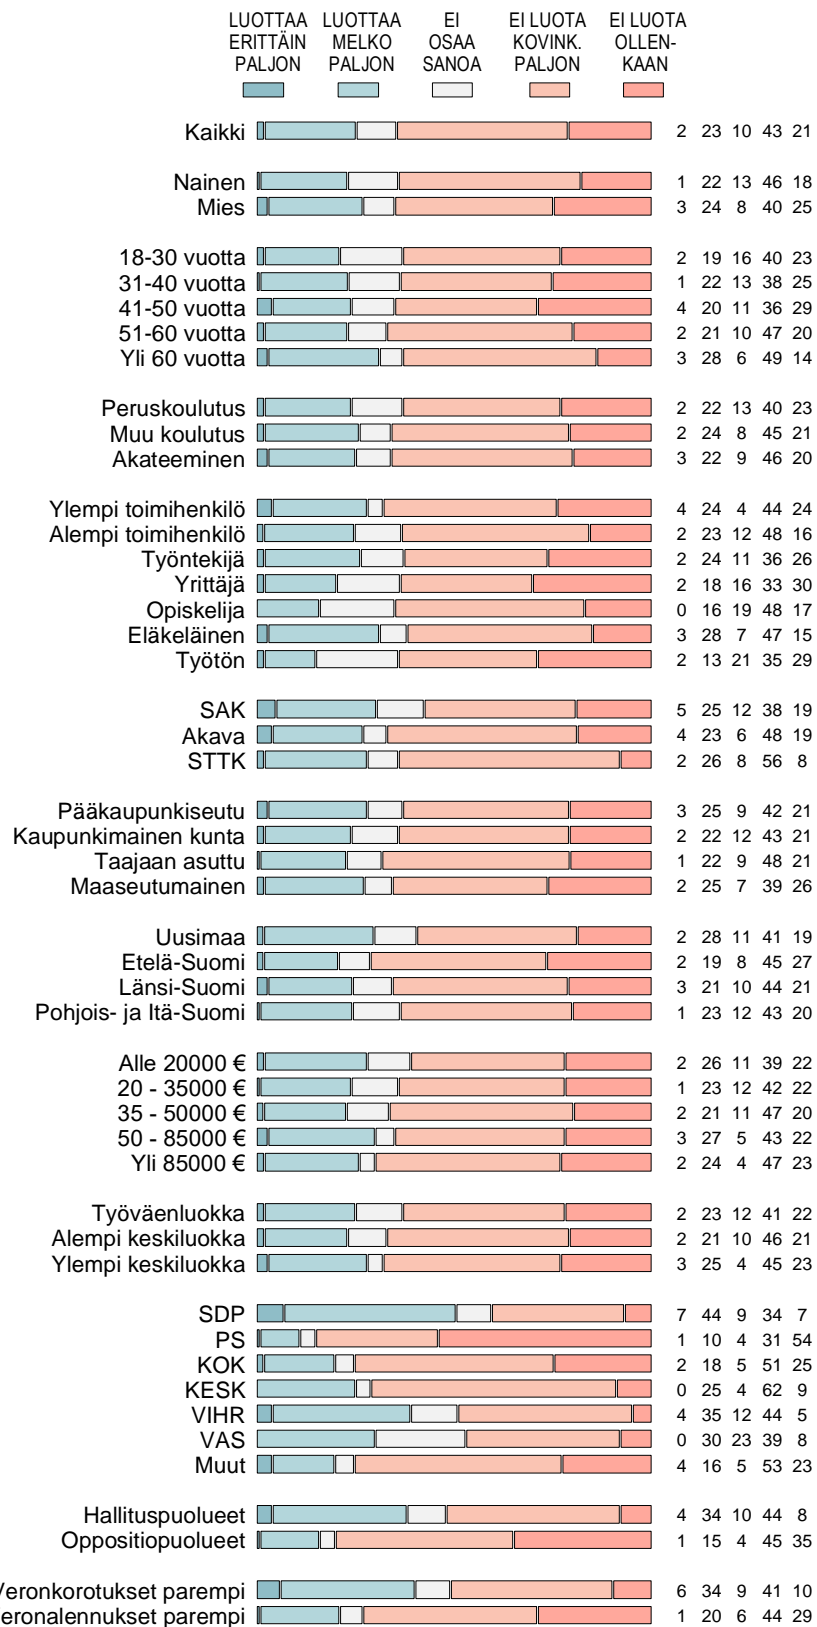 LUOTTAA LUOTTAA EI EI LUOTA EI LUOTA
ERITTÄIN MELKO OSAA KOVINK. OLLEN-
PALJON PALJON SANOA PALJON KAAN
Kaikki 2 23 10 43 21
Nainen 1 22 13 46 18
Mies 3 24 8 40 25
18-30 vuotta 2 19 16 40 23
31-40 vuotta 1 22 13 38 25
41-50 vuotta 4 20 11 36 29
51-60 vuotta 2 21 10 47 20
Yli 60 vuotta 3 28 6 49 14
Peruskoulutus 2 22 13 40 23
Muu koulutus 2 24 8 45 21
Akateeminen 3 22 9 46 20
Ylempi toimihenkilö 4 24 4 44 24
Alempi toimihenkilö 2 23 12 48 16
Työntekijä 2 24 11 36 26
Yrittäjä 2 18 16 33 30
Opiskelija 0 16 19 48 17
Eläkeläinen 3 28 7 47 15
Työtön 2 13 21 35 29
SAK 5 25 12 38 19
Akava 4 23 6 48 19
STTK 2 26 8 56 8
Pääkaupunkiseutu 3 25 9 42 21
Kaupunkimainen kunta 2 22 12 43 21
Taajaan asuttu 1 22 9 48 21
Maaseutumainen 2 25 7 39 26
Uusimaa 2 28 11 41 19
Etelä-Suomi 2 19 8 45 27
Länsi-Suomi 3 21 10 44 21
Pohjois- ja Itä-Suomi 1 23 12 43 20
Alle 20000 € 2 26 11 39 22
20 - 35000 € 1 23 12 42 22
35 - 50000 € 2 21 11 47 20
50 - 85000 € 3 27 5 43 22
Yli 85000 € 2 24 4 47 23
Työväenluokka 2 23 12 41 22
Alempi keskiluokka 2 21 10 46 21
Ylempi keskiluokka 3 25 4 45 23
SDP 7 44 9 34 7
PS 1 10 4 31 54
KOK 2 18 5 51 25
KESK 0 25 4 62 9
VIHR 4 35 12 44 5
VAS 0 30 23 39 8
Muut 4 16 5 53 23
Hallituspuolueet 4 34 10 44 8
Oppositiopuolueet 1 15 4 45 35
Veronkorotukset parempi 6 34 9 41 10
eronalennukset parempi 1 20 6 44 29